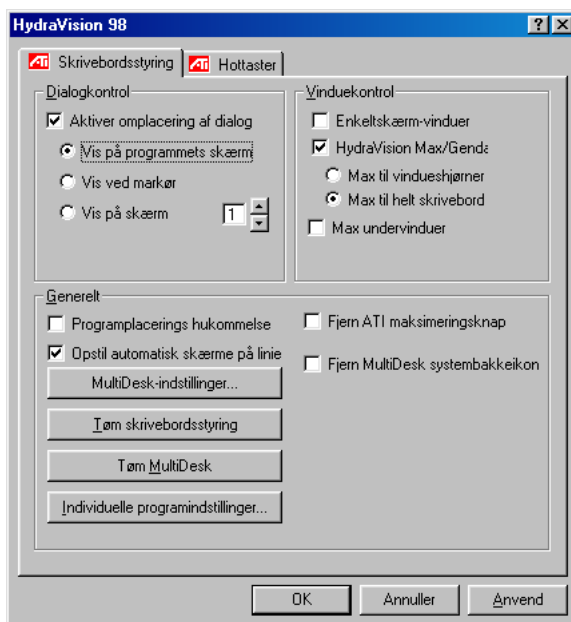 HydraVision 98
ATI Skrivebordsstyring
ATI Hottaster
Dialogkontrol
Aktiver omplacering af dialog
Vis på programmets skærm
Vis ved markør
Vis på skærm 1
Vinduekontrol
Enkeltskærm-vinduer
HydraVision Max/Genda
Max til vindueshjørner
Max til helt skrivebord
Max undervinduer
Generelt
Programplacerings hukommelse
Opstil automatisk skærme på linie
MultiDesk-indstillinger...
Tøm skrivebordsstyring
Tøm MultiDesk
Individuelle programindstillinger...
Fjern ATI maksimeringsknap
Fjern MultiDesk systembakkeikon
OK
Annuller
Anvend